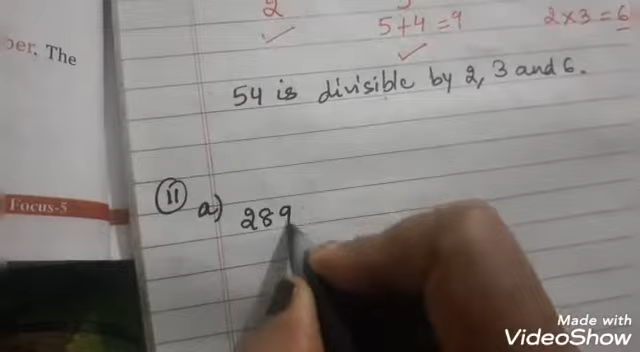 2
5+4=9
2×3=6
ber, The
54 is divisible by 2, 3 and 6.
11 a) 289
Focus-5
Made with
VideoShow